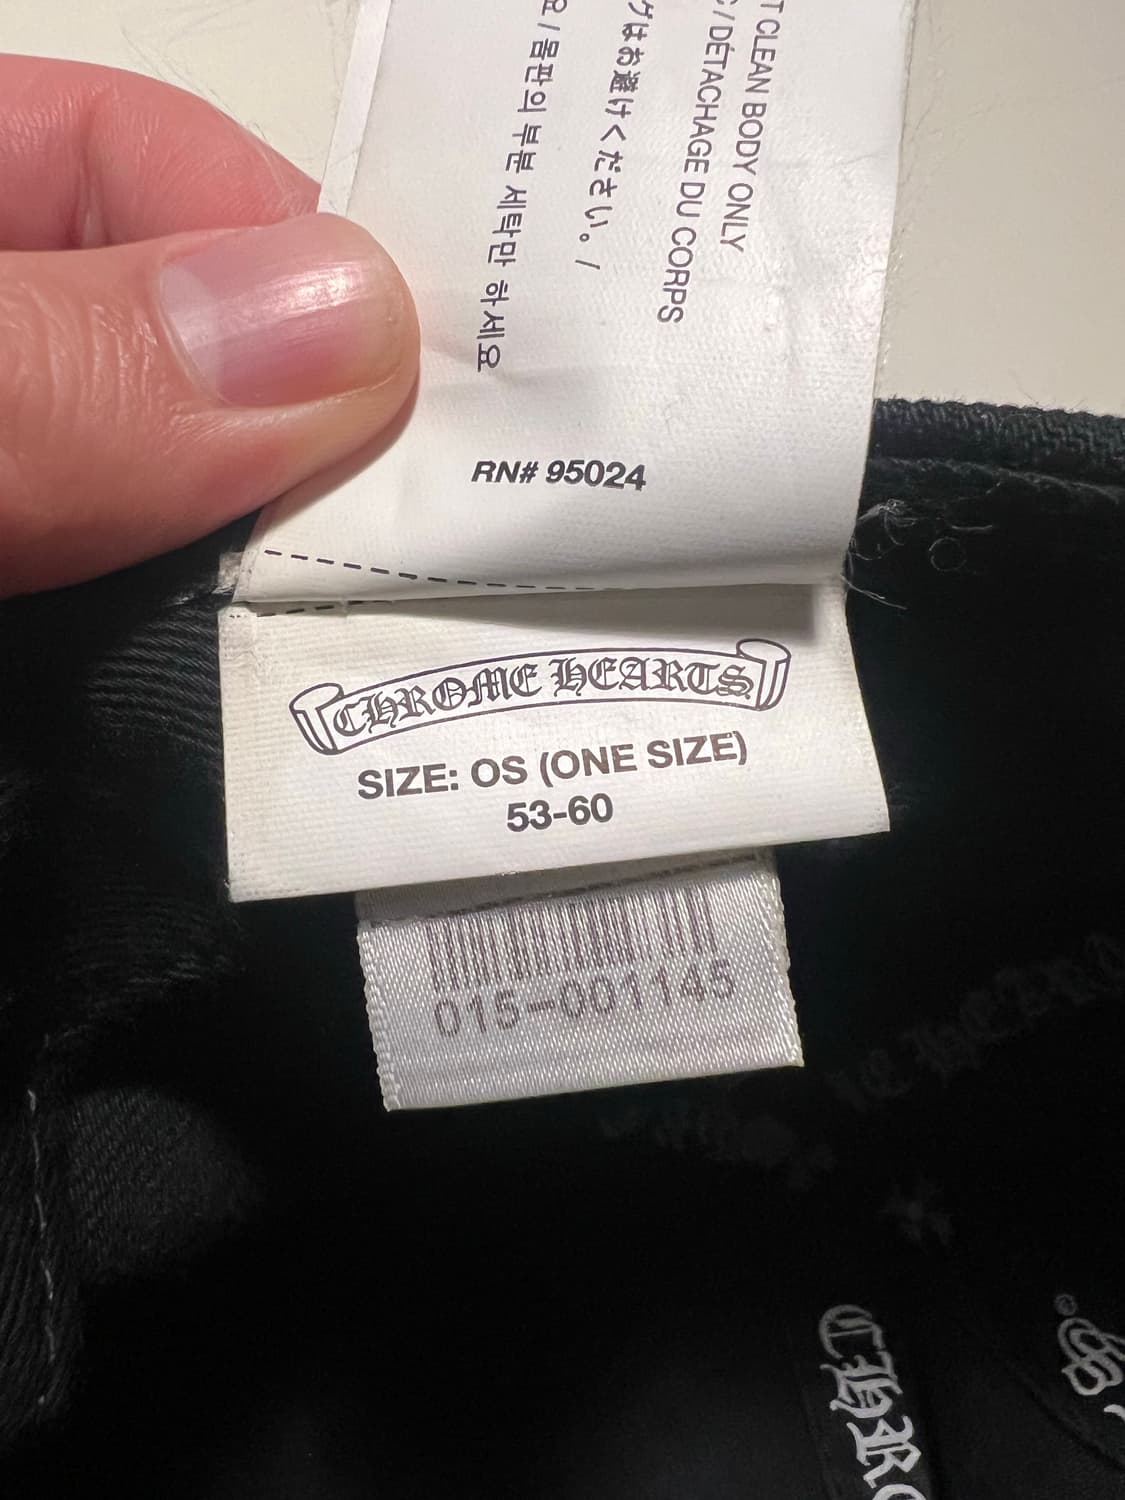 T CLEAN BODY ONLY
/ DÉTACHAGE DU CORPS
グはお避けください。/
요 / 몸판의 부분 세탁만 하세요
RN# 95024
CHROME HEARTS
SIZE: OS (ONE SIZE)
53-60
015-001145
CHRO